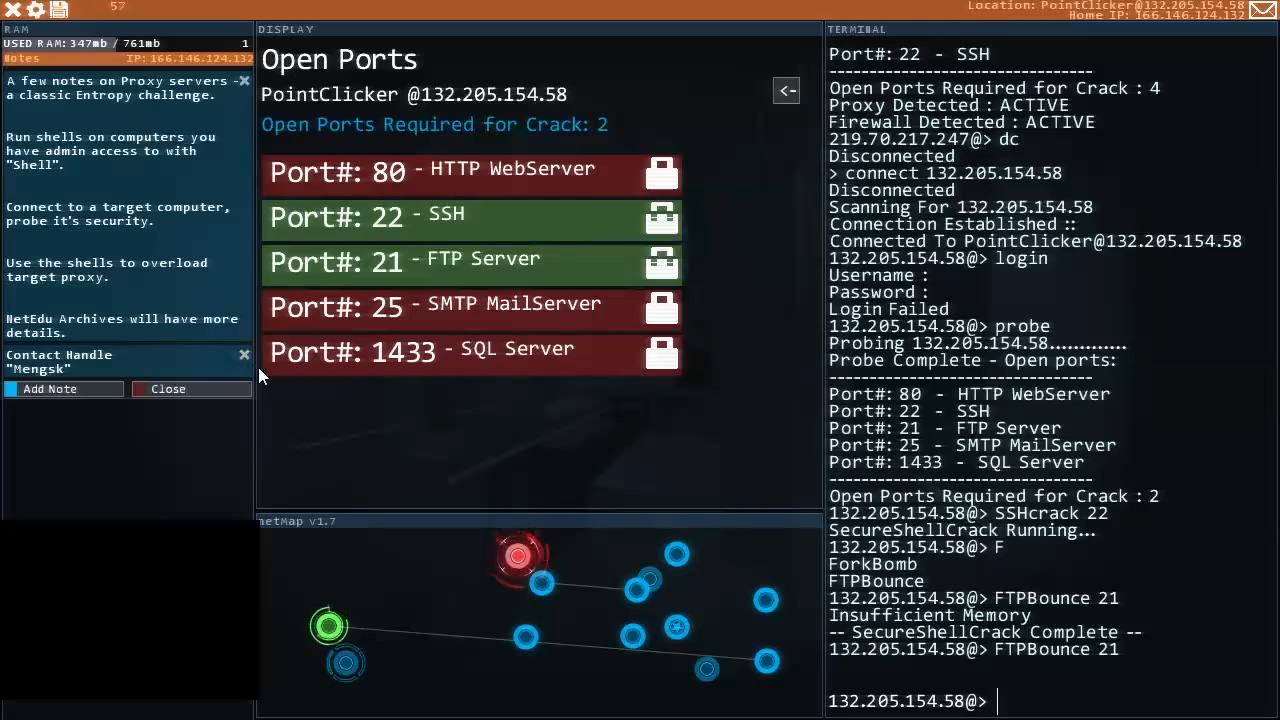 57
Location: PointClicker@132.205.154.58
Home IP: 166.146.124.132
RAM
USED RAM: 347mb / 761mb 1
Notes IP: 166.146.124.132
A few notes on Proxy servers -
a classic Entropy challenge.
Run shells on computers you
have admin access to with
"Shell".
Connect to a target computer,
probe it's security.
Use the shells to overload
target proxy.
NetEdu Archives will have more
details.
Contact Handle
"Mengsk"
Add Note Close
DISPLAY
Open Ports
PointClicker @132.205.154.58
<-
Open Ports Required for Crack: 2
Port#: 80 - HTTP WebServer
Port#: 22 - SSH
Port#: 21 - FTP Server
Port#: 25 - SMTP MailServer
Port#: 1433 - SQL Server
netMap v1.7
TERMINAL
Port#: 22 - SSH
---------------------------------
Open Ports Required for Crack : 4
Proxy Detected : ACTIVE
Firewall Detected : ACTIVE
219.70.217.247@> dc
Disconnected
> connect 132.205.154.58
Disconnected
Scanning For 132.205.154.58
Connection Established ::
Connected To PointClicker@132.205.154.58
132.205.154.58@> login
Username :
Password :
Login Failed
132.205.154.58@> probe
Probing 132.205.154.58.............
Probe Complete - Open ports:
---------------------------------
Port#: 80 - HTTP WebServer
Port#: 22 - SSH
Port#: 21 - FTP Server
Port#: 25 - SMTP MailServer
Port#: 1433 - SQL Server
---------------------------------
Open Ports Required for Crack : 2
132.205.154.58@> SSHcrack 22
SecureShellCrack Running...
132.205.154.58@> F
ForkBomb
FTPBounce
132.205.154.58@> FTPBounce 21
Insufficient Memory
-- SecureShellCrack Complete --
132.205.154.58@> FTPBounce 21
132.205.154.58@>